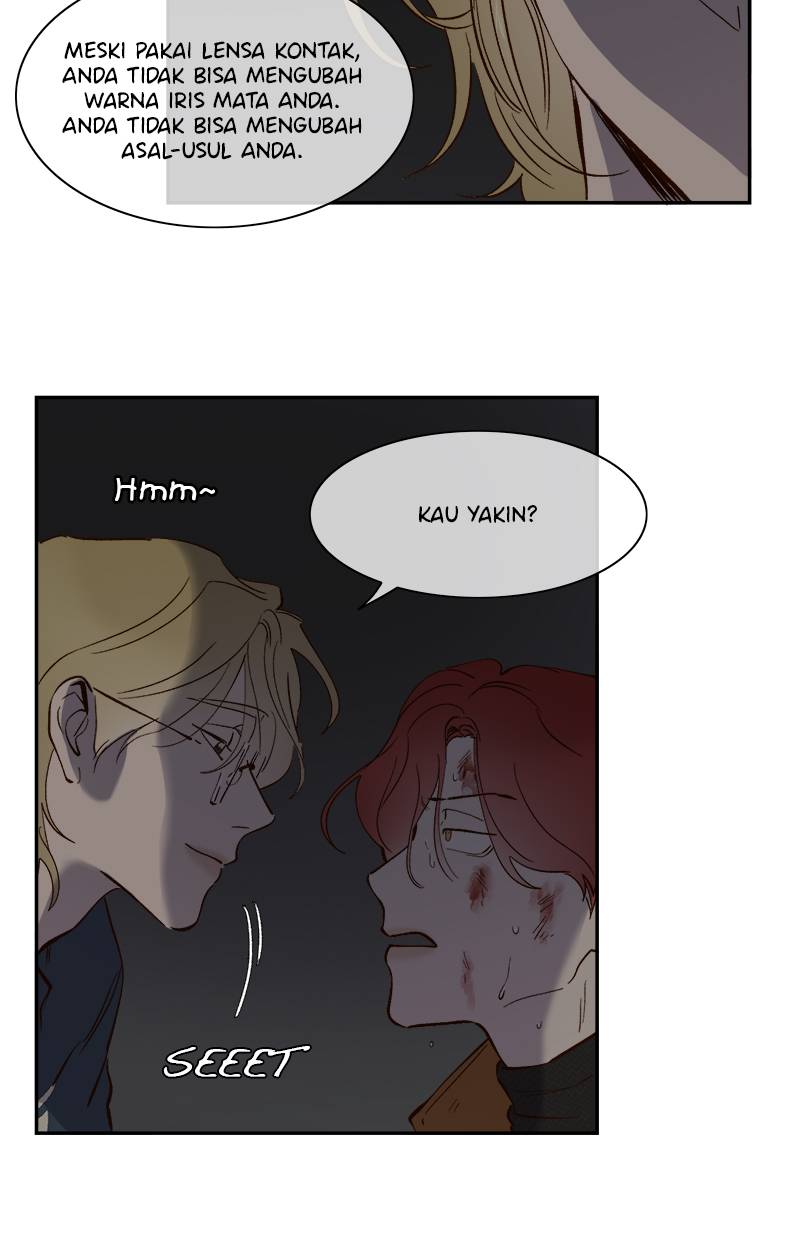 MESKI PAKAI LENSA KONTAK,
ANDA TIDAK BISA MENGUBAH
WARNA IRIS MATA ANDA.
ANDA TIDAK BISA MENGUBAH
ASAL-USUL ANDA.
Hmm~
KAU YAKIN?
SEEET